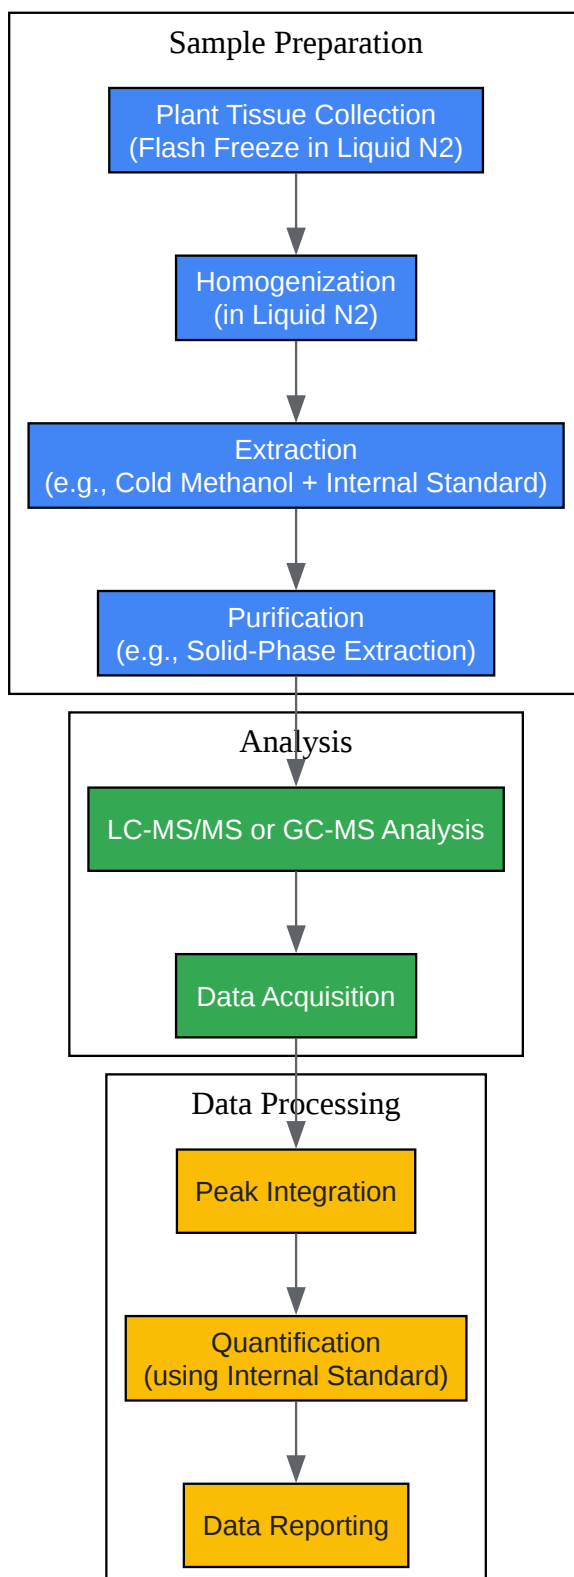 Sample Preparation
Plant Tissue Collection
(Flash Freeze in Liquid N2)
Homogenization
(in Liquid N2)
Extraction
(e.g., Cold Methanol + Internal Standard)
Purification
(e.g., Solid-Phase Extraction)
Analysis
LC-MS/MS or GC-MS Analysis
Data Acquisition
Data Processing
Peak Integration
Quantification
(using Internal Standard)
Data Reporting